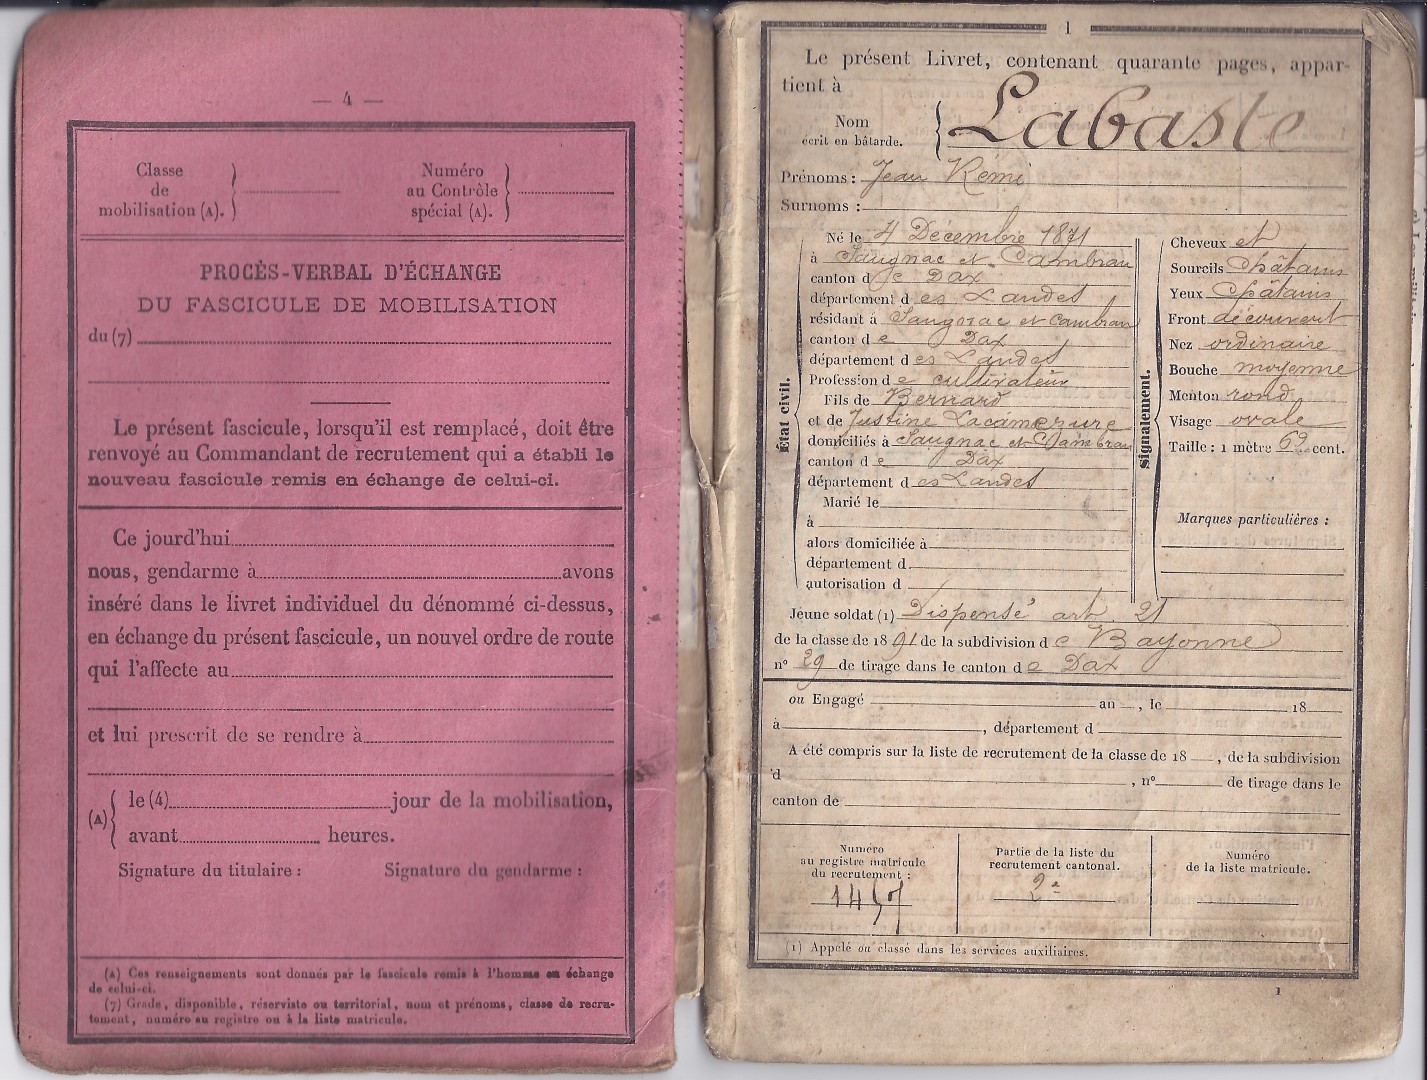 — 4 —
Classe
de
mobilisation (A).
Numéro
au Contrôle
spécial (A).
PROCÈS-VERBAL D'ÉCHANGE
DU FASCICULE DE MOBILISATION
du (7)
Le présent fascicule, lorsqu'il est remplacé, doit être
renvoyé au Commandant de recrutement qui a établi le
nouveau fascicule remis en échange de celui-ci.
Ce jourd'hui
nous, gendarme à avons
inséré dans le livret individuel du dénommé ci-dessus,
en échange du présent fascicule, un nouvel ordre de route
qui l'affecte au
et lui prescrit de se rendre à
(A) le (4) jour de la mobilisation,
avant heures.
Signature du titulaire : Signature du gendarme :
(A) Ces renseignements sont donnés par le fascicule remis à l'homme en échange
de celui-ci.
(7) Grade, disponible, réserviste ou territorial, nom et prénoms, classe de recru-
tement, numéro au registre ou à la liste matricule.
1
Le présent Livret, contenant quarante pages, appar-
tient à
Nom
écrit en bâtarde.
Labaste
Prénoms : Jean Rémi
Surnoms :
État civil.
Né le 4 Décembre 1871
à Saugnac et Cambran
canton de Dax
département des Landes
résidant à Saugnac et Cambran
canton de Dax
département des Landes
Profession de cultivateur
Fils de Bernard
et de Justine
domiciliés à Saugnac et Cambran
canton de Dax
département des Landes
Marié le
à
alors domiciliée à
département d
autorisation d
Signalement.
Cheveux et
Sourcils Châtains
Yeux Châtains
Front découvert
Nez ordinaire
Bouche moyenne
Menton rond
Visage ovale
Taille : 1 mètre 69 cent.
Marques particulières :
Jeune soldat (1) Dispensé art. 21
de la classe de 1891 de la subdivision de Bayonne
n° 29 de tirage dans le canton de Dax
ou Engagé an , le 18
à , département d
A été compris sur la liste de recrutement de la classe de 18 , de la subdivision
d , n° de tirage dans le
canton de
Numéro
au registre matricule
du recrutement :
1457
Partie de la liste du
recrutement cantonal.
2e
Numéro
de la liste matricule.
(1) Appelé ou classé dans les services auxiliaires.
1